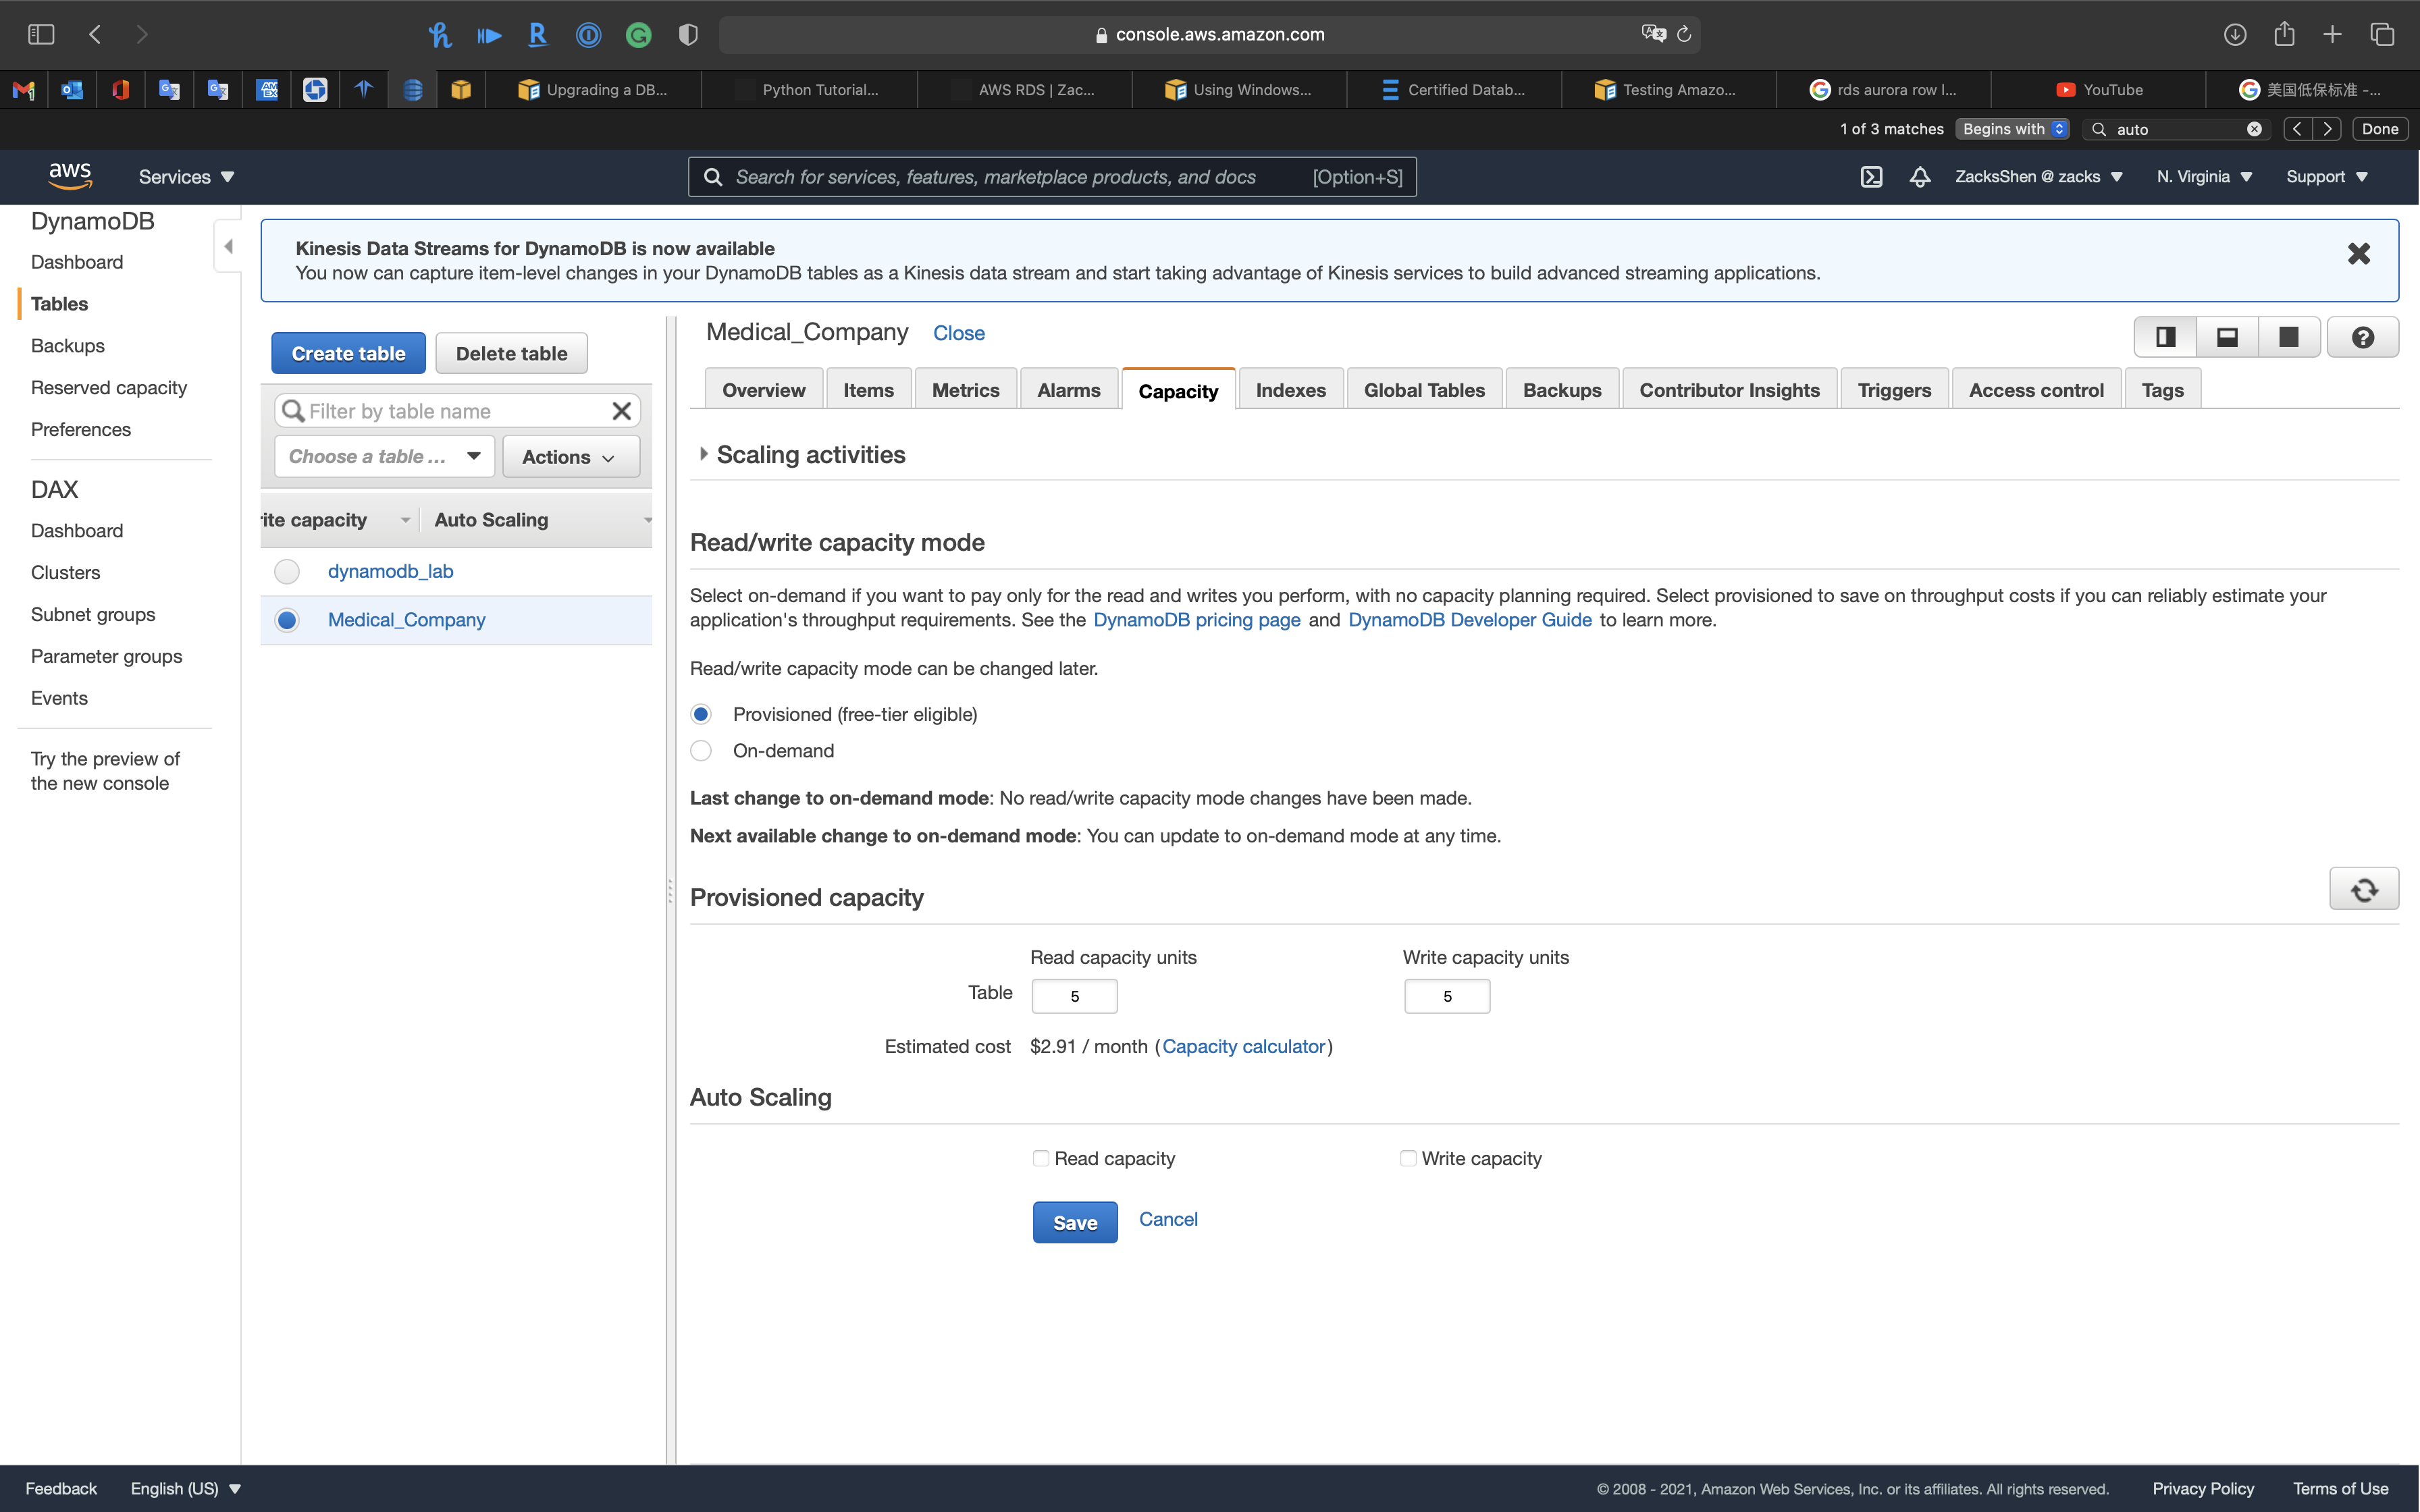 console.aws.amazon.com
Upgrading a DB...
Python Tutorial...
AWS RDS | Zac...
Using Windows...
Certified Datab...
Testing Amazo...
rds aurora row l...
YouTube
美国低保标准 -...
1 of 3 matches
Begins with
auto
Done
aws
Services
Search for services, features, marketplace products, and docs
[Option+S]
ZacksShen @ zacks
N. Virginia
Support
DynamoDB
Dashboard
Tables
Backups
Reserved capacity
Preferences
DAX
Dashboard
Clusters
Subnet groups
Parameter groups
Events
Try the preview of
the new console
Kinesis Data Streams for DynamoDB is now available
You now can capture item-level changes in your DynamoDB tables as a Kinesis data stream and start taking advantage of Kinesis services to build advanced streaming applications.
Create table
Delete table
Filter by table name
Choose a table ...
Actions
ite capacity
Auto Scaling
dynamodb_lab
Medical_Company
Medical_Company
Close
Overview
Items
Metrics
Alarms
Capacity
Indexes
Global Tables
Backups
Contributor Insights
Triggers
Access control
Tags
Scaling activities
Read/write capacity mode
Select on-demand if you want to pay only for the read and writes you perform, with no capacity planning required. Select provisioned to save on throughput costs if you can reliably estimate your
application's throughput requirements. See the DynamoDB pricing page and DynamoDB Developer Guide to learn more.
Read/write capacity mode can be changed later.
Provisioned (free-tier eligible)
On-demand
Last change to on-demand mode: No read/write capacity mode changes have been made.
Next available change to on-demand mode: You can update to on-demand mode at any time.
Provisioned capacity
Read capacity units
Write capacity units
Table
5
5
Estimated cost
$2.91 / month (Capacity calculator)
Auto Scaling
Read capacity
Write capacity
Save
Cancel
Feedback
English (US)
© 2008 - 2021, Amazon Web Services, Inc. or its affiliates. All rights reserved.
Privacy Policy
Terms of Use